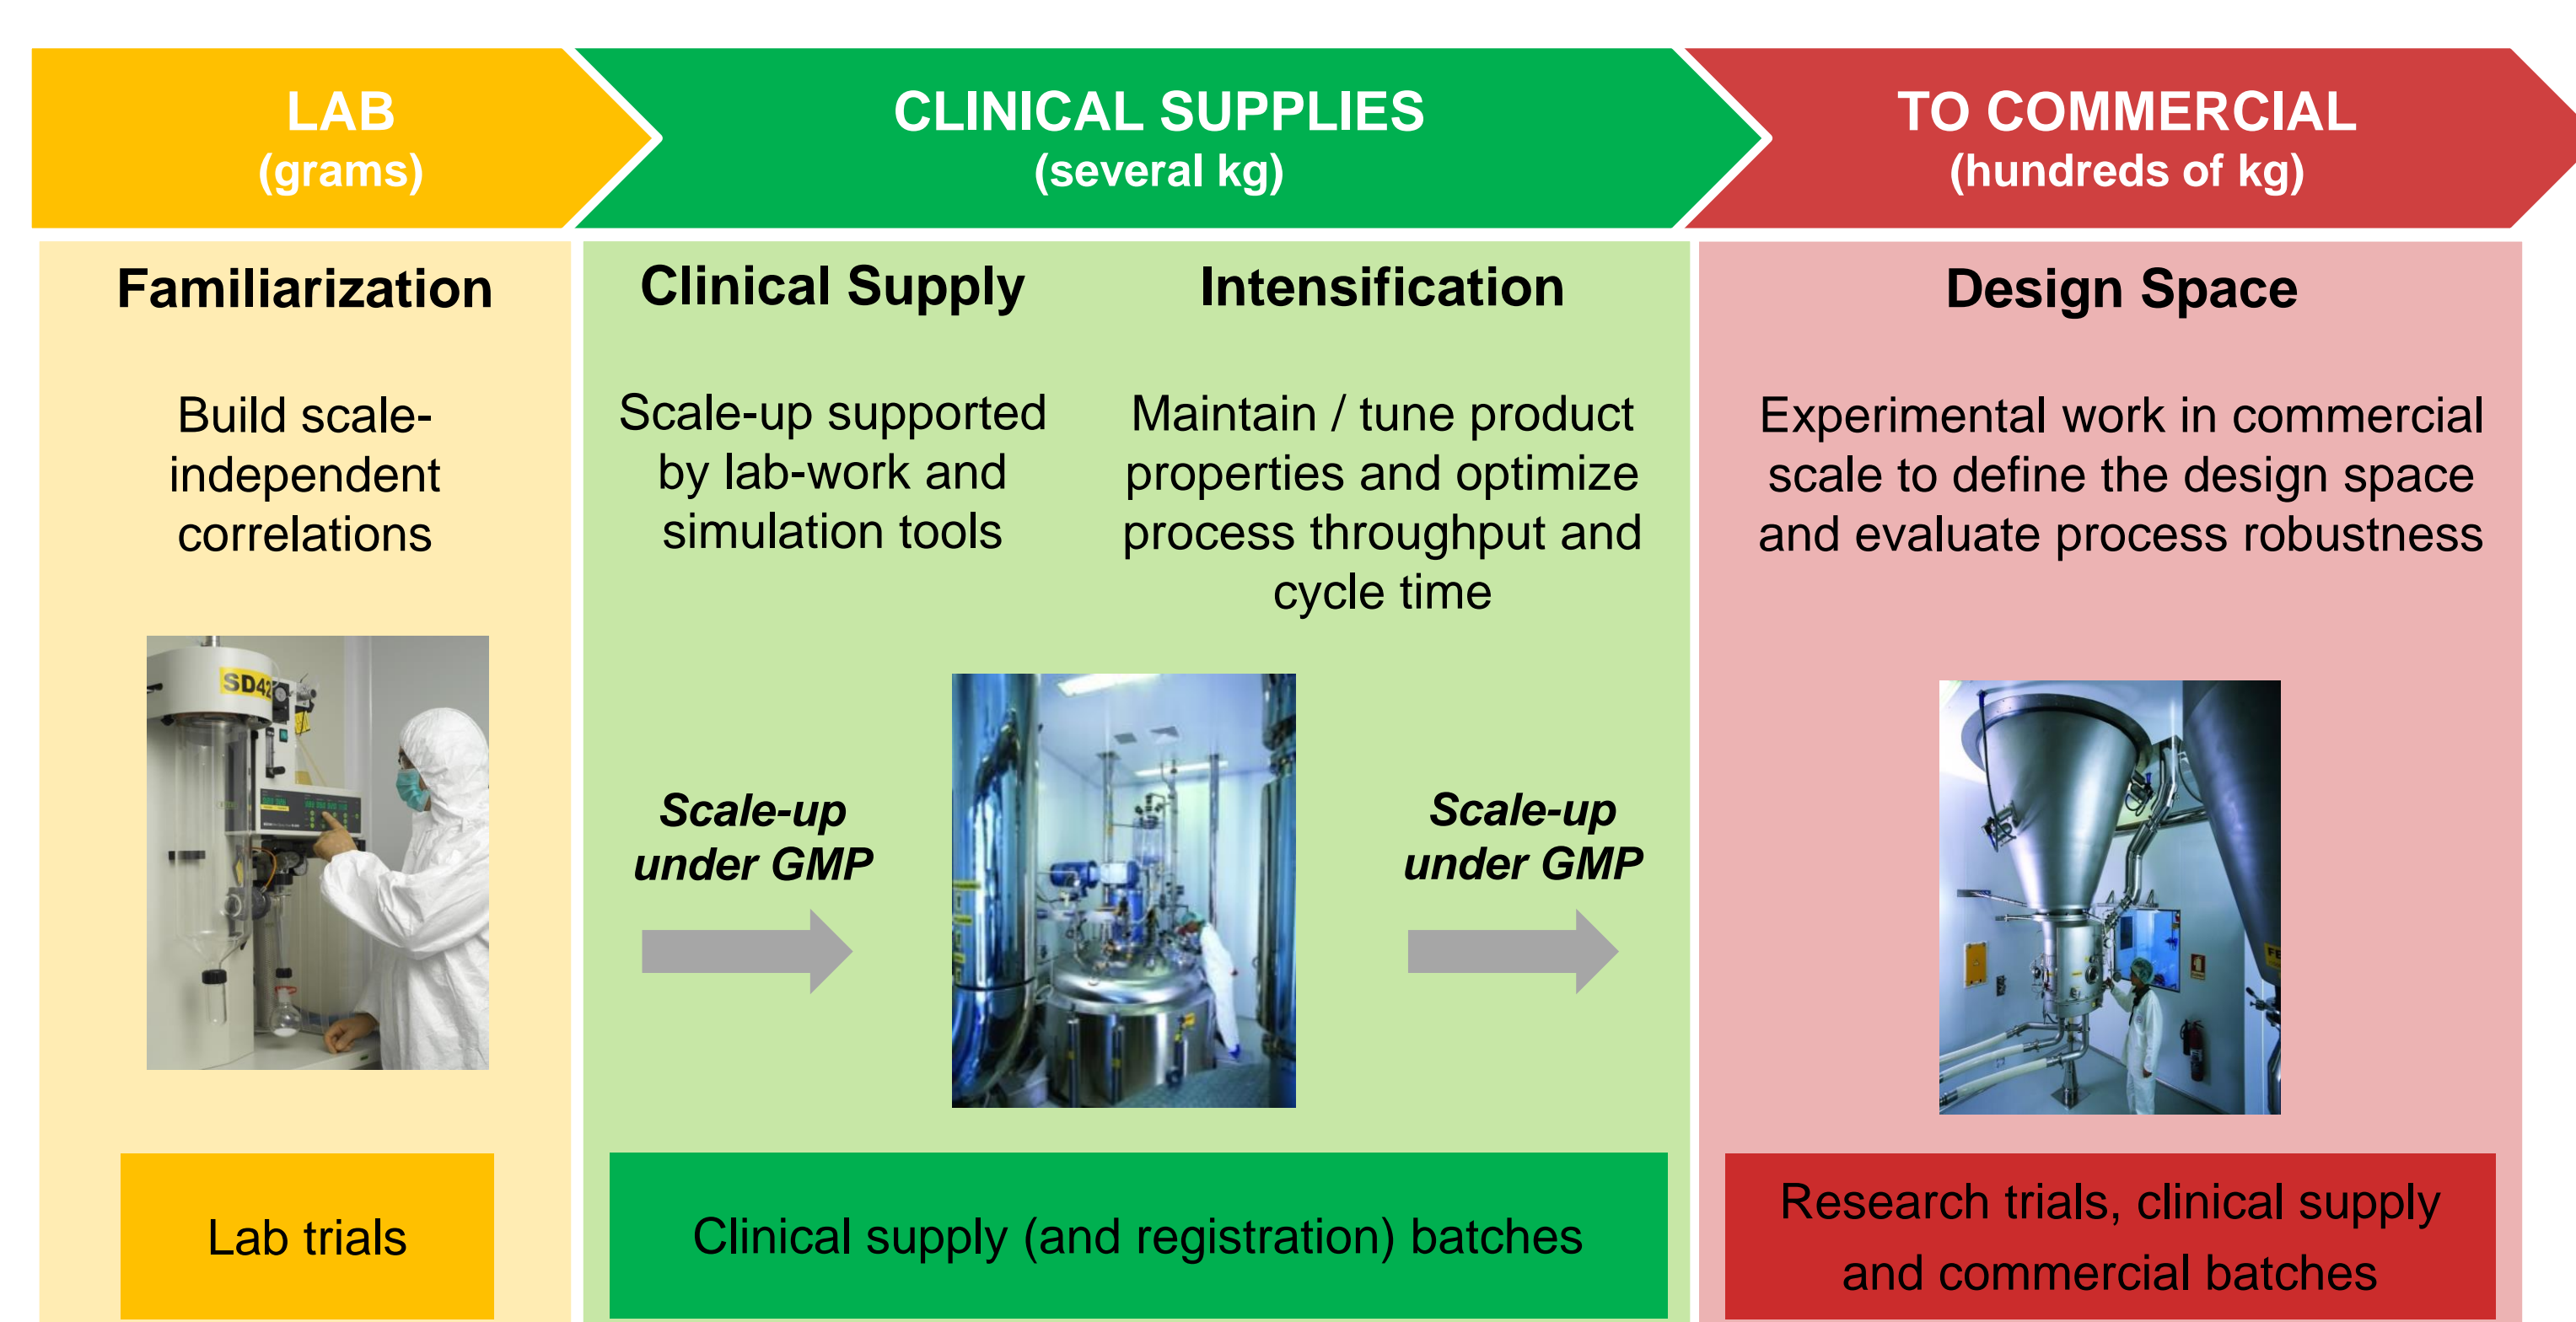 LAB
(grams)
CLINICAL SUPPLIES
(several kg)
TO COMMERCIAL
(hundreds of kg)
Familiarization
Build scale-
independent
correlations
SD42
Lab trials
Clinical Supply
Scale-up supported
by lab-work and
simulation tools
Intensification
Maintain / tune product
properties and optimize
process throughput and
cycle time
Scale-up
under GMP
Scale-up
under GMP
Clinical supply (and registration) batches
Design Space
Experimental work in commercial
scale to define the design space
and evaluate process robustness
Research trials, clinical supply
and commercial batches